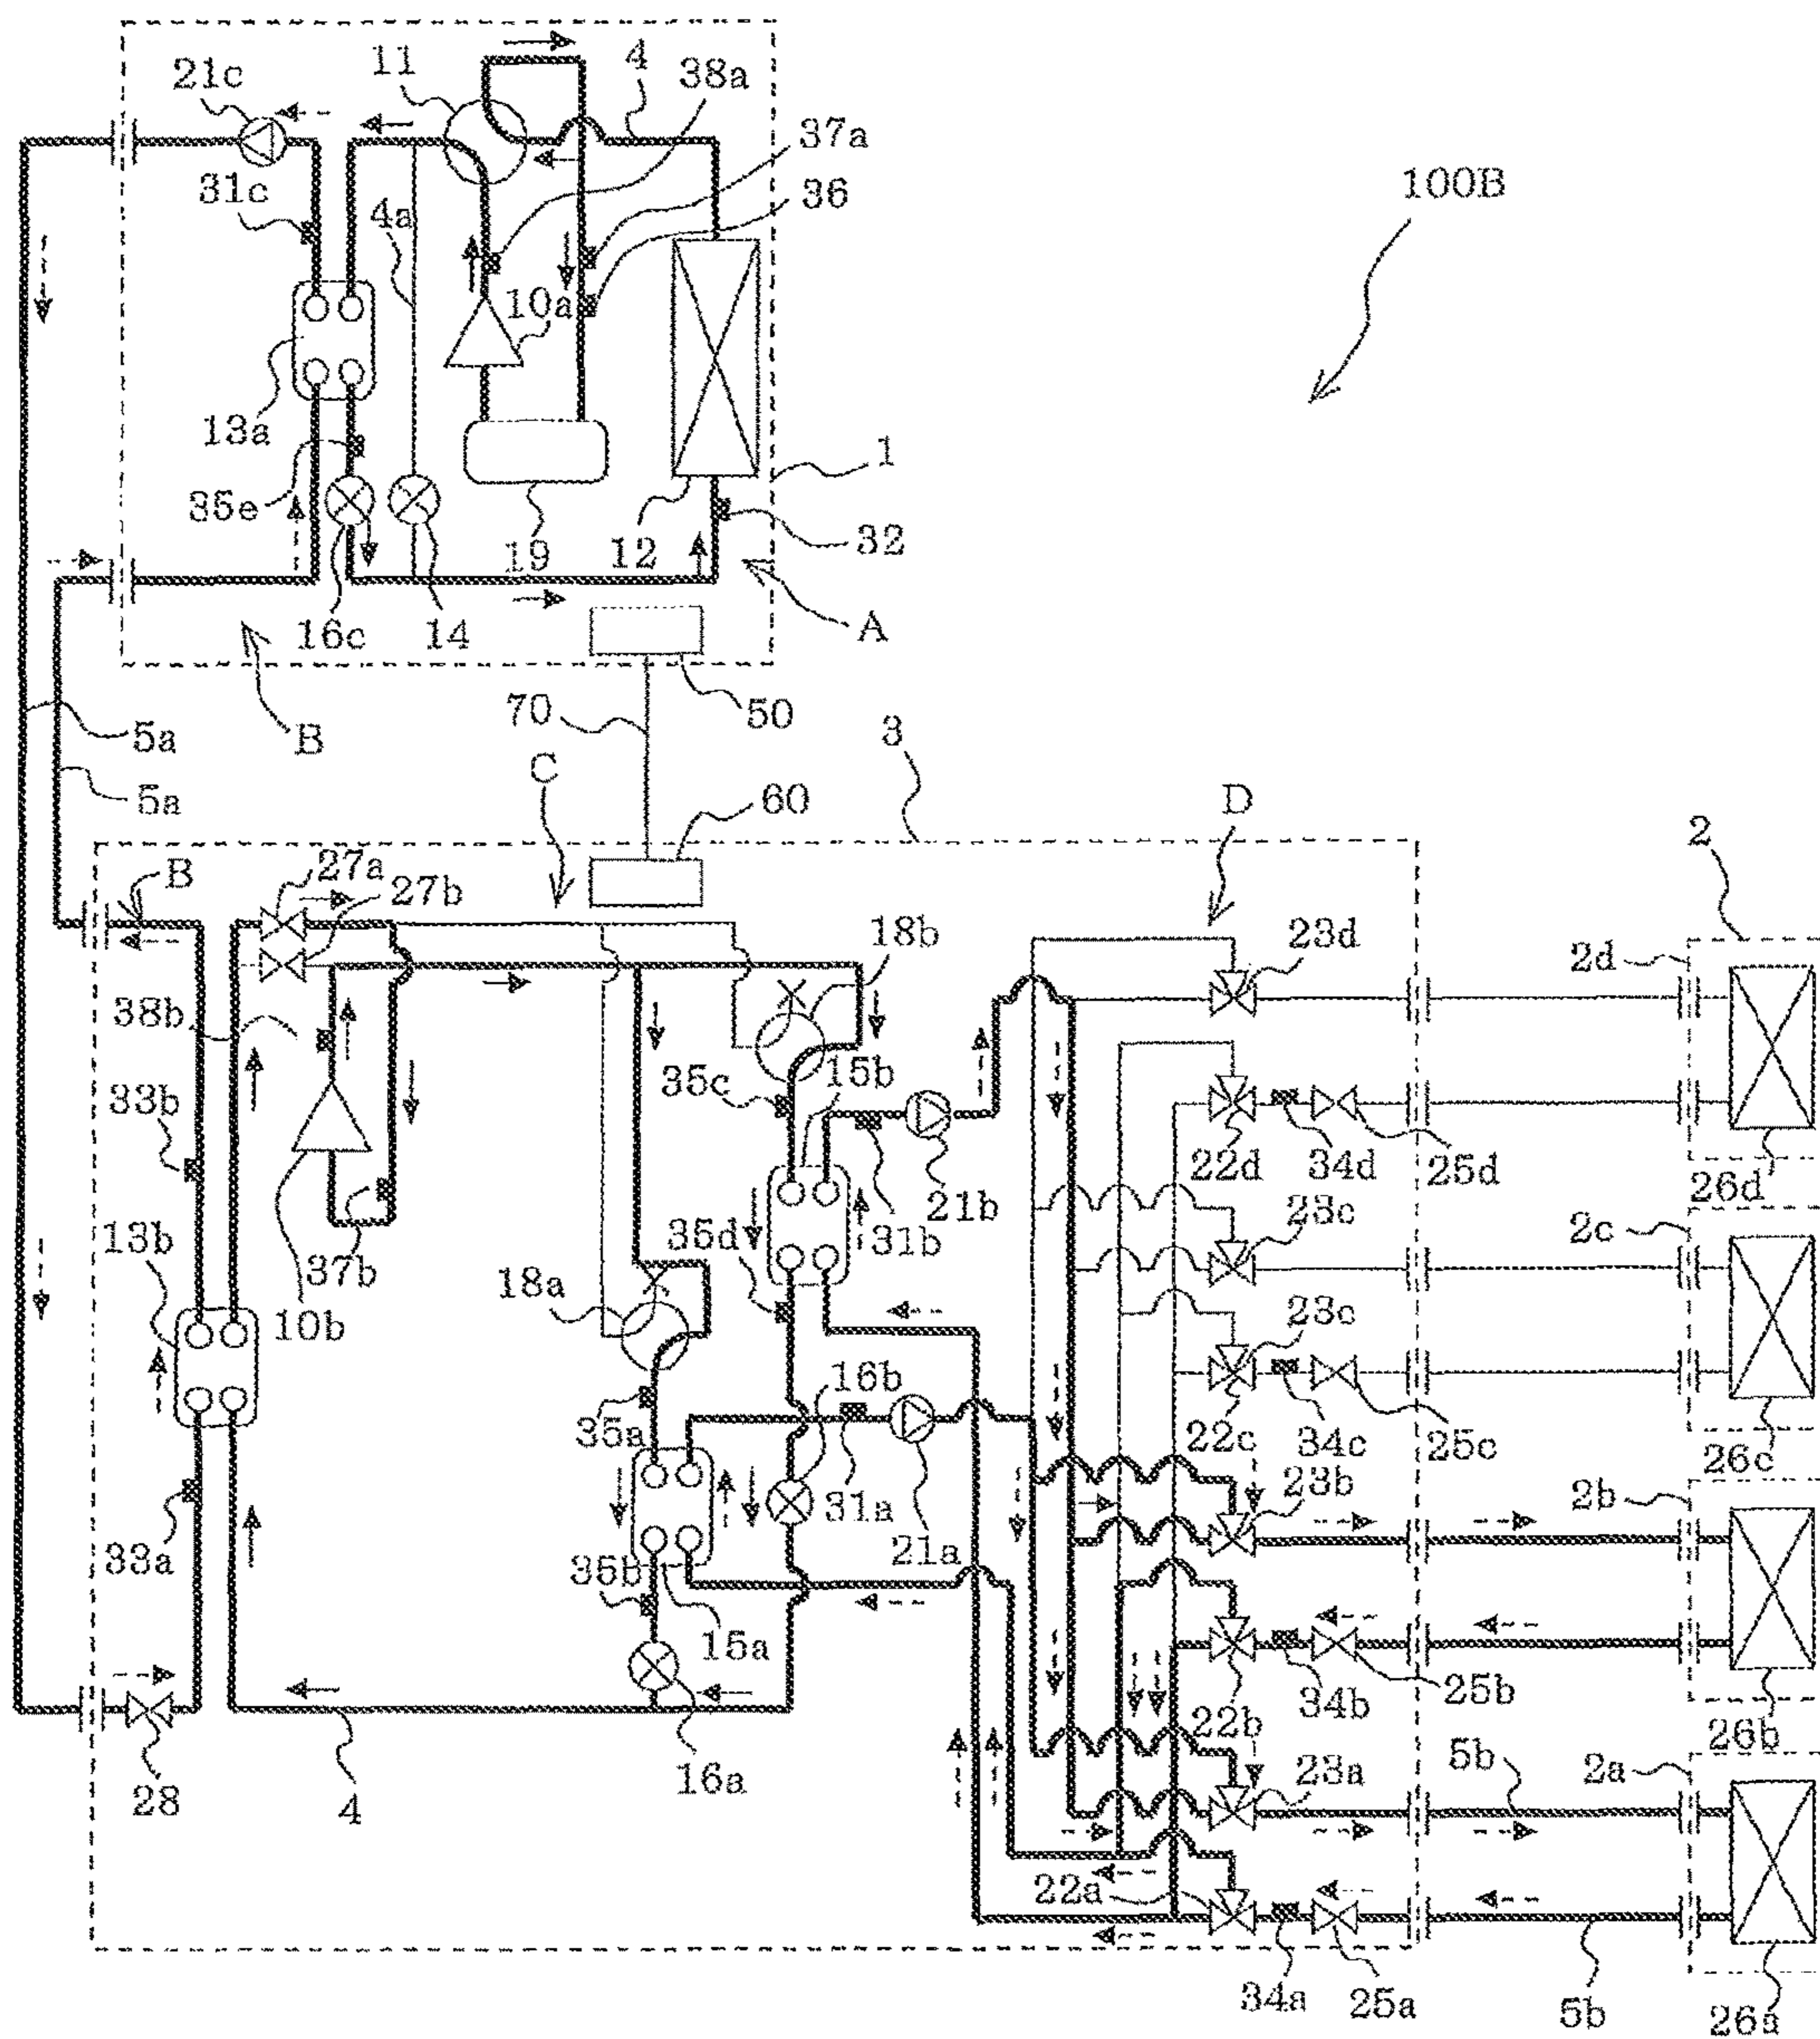 11
4
38a
21c
37a
31c
36
100B
4a
10a
13a
1
35e
19
12
32
16c
14
A
B
70
50
5a
3
5a
C
60
D
2
27a
B
27b
18b
23d
2d
38b
15b
35c
33b
22d
34d
25d
21b
26d
13b
35d
31b
23c
2c
37b
18a
10b
23c
16b
35a
22c
34c
25c
26c
23b
2b
31a
33a
21a
35b
15a
34b
25b
22b
26b
16a
23a
5b
2a
28
4
22a
34a
25a
5b
26a